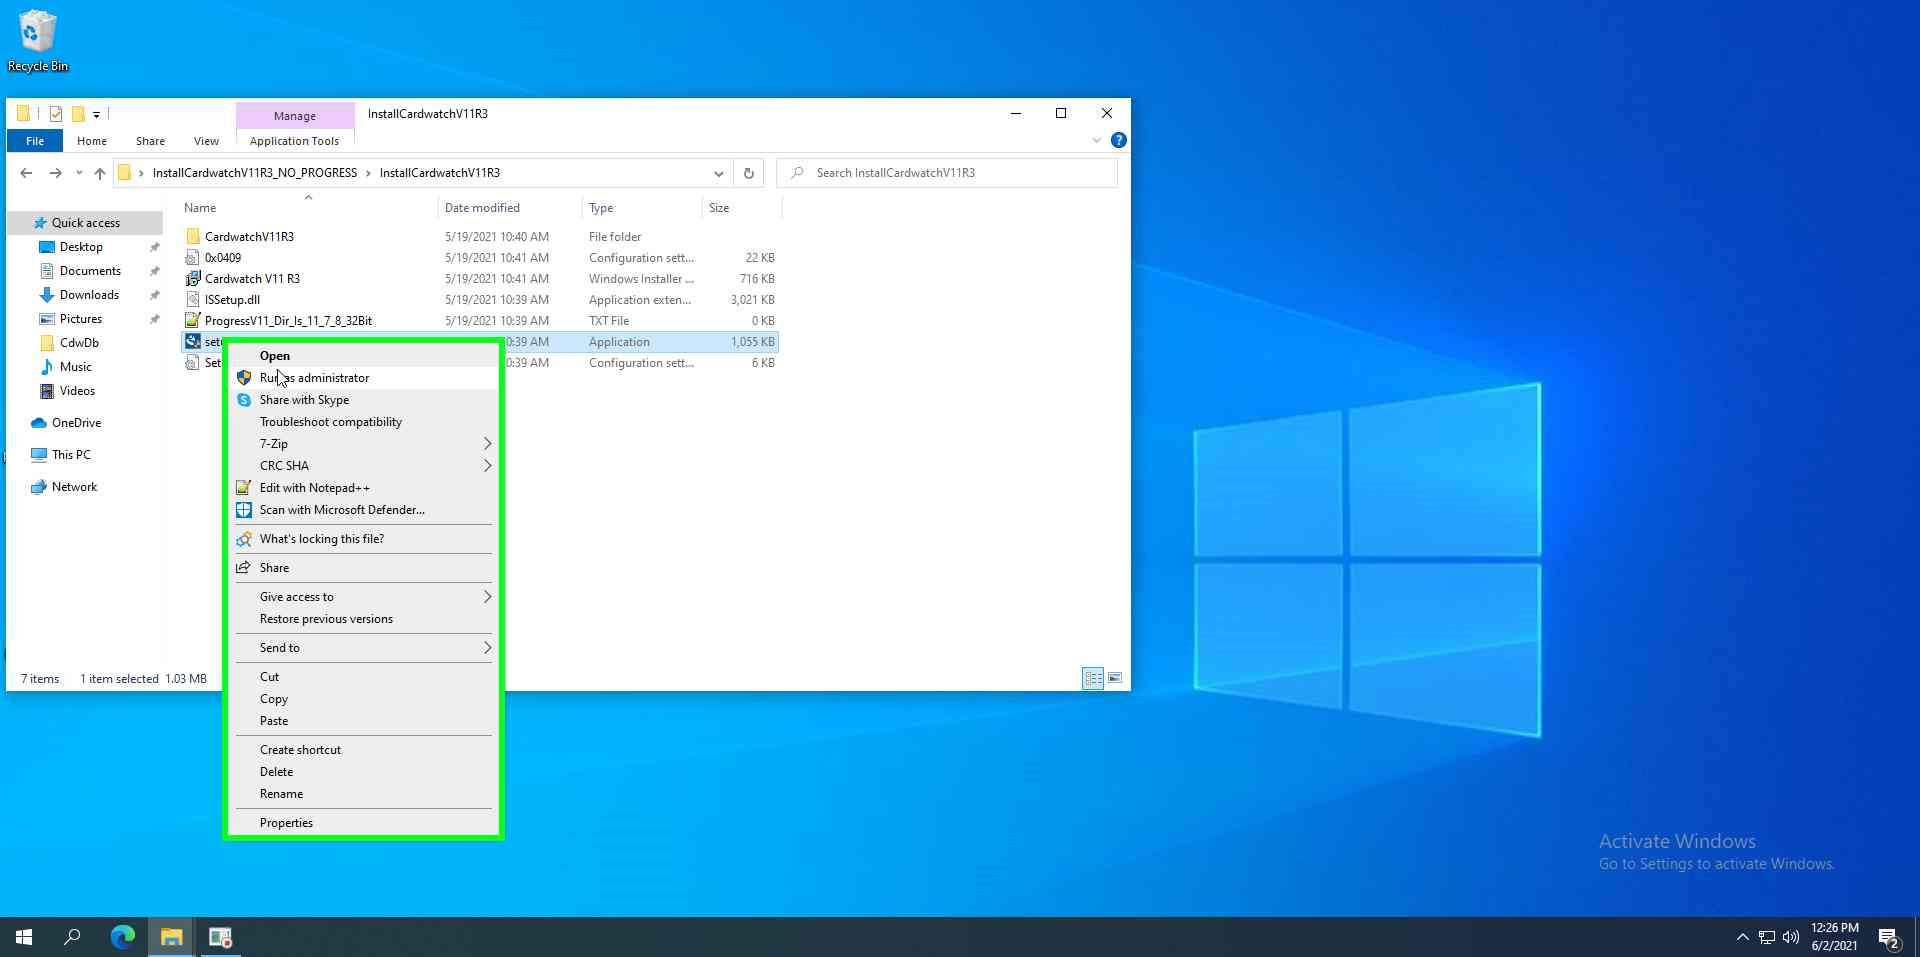 Recycle Bin
Manage
InstallCardwatchV11R3
File
Home
Share
View
Application Tools
InstallCardwatchV11R3_NO_PROGRESS
InstallCardwatchV11R3
Search InstallCardwatchV11R3
Name
Date modified
Type
Size
Quick access
Desktop
Documents
Downloads
Pictures
CdwDb
Music
Videos
OneDrive
This PC
Network
CardwatchV11R3 5/19/2021 10:40 AM File folder
0x0409 5/19/2021 10:41 AM Configuration sett... 22 KB
Cardwatch V11 R3 5/19/2021 10:41 AM Windows Installer ... 716 KB
ISSetup.dll 5/19/2021 10:39 AM Application exten... 3,021 KB
ProgressV11_Dir_Is_11_7_8_32Bit 5/19/2021 10:39 AM TXT File 0 KB
0:39 AM Application 1,055 KB
Set 0:39 AM Configuration sett... 6 KB
Open
Run as administrator
Share with Skype
Troubleshoot compatibility
7-Zip
CRC SHA
Edit with Notepad++
Scan with Microsoft Defender...
What's locking this file?
Share
Give access to
Restore previous versions
Send to
Cut
Copy
Paste
Create shortcut
Delete
Rename
Properties
7 items 1 item selected 1.03 MB
Activate Windows
Go to Settings to activate Windows.
12:26 PM
6/2/2021
2